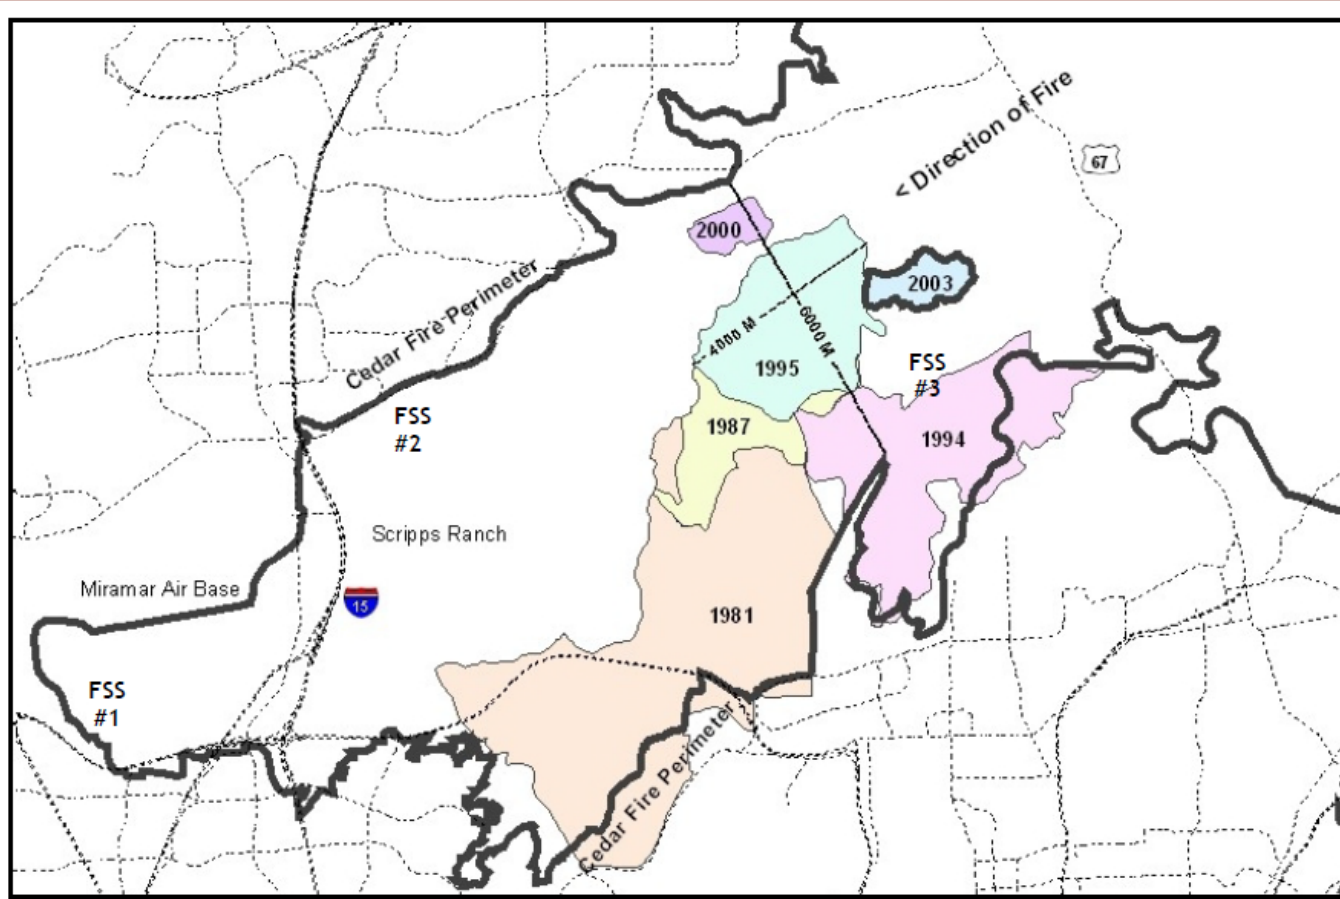 < Direction of Fire
67
2000
2003
Cedar Fire Perimeter
4000 M
6000 M
1995
FSS
#3
FSS
#2
1987
1994
Scripps Ranch
Miramar Air Base
15
1981
FSS
#1
Cedar Fire Perimeter